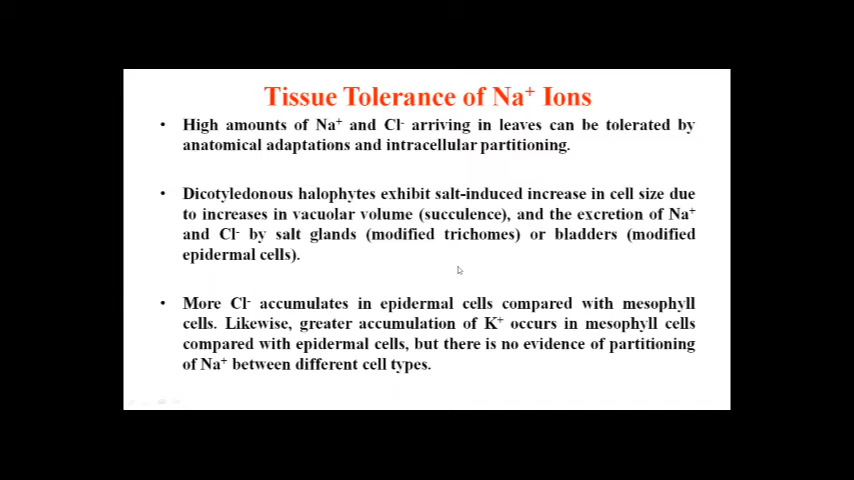 Tissue Tolerance of Na⁺ Ions
• High amounts of Na⁺ and Cl⁻ arriving in leaves can be tolerated by
anatomical adaptations and intracellular partitioning.
• Dicotyledonous halophytes exhibit salt-induced increase in cell size due
to increases in vacuolar volume (succulence), and the excretion of Na⁺
and Cl⁻ by salt glands (modified trichomes) or bladders (modified
epidermal cells).
• More Cl⁻ accumulates in epidermal cells compared with mesophyll
cells. Likewise, greater accumulation of K⁺ occurs in mesophyll cells
compared with epidermal cells, but there is no evidence of partitioning
of Na⁺ between different cell types.